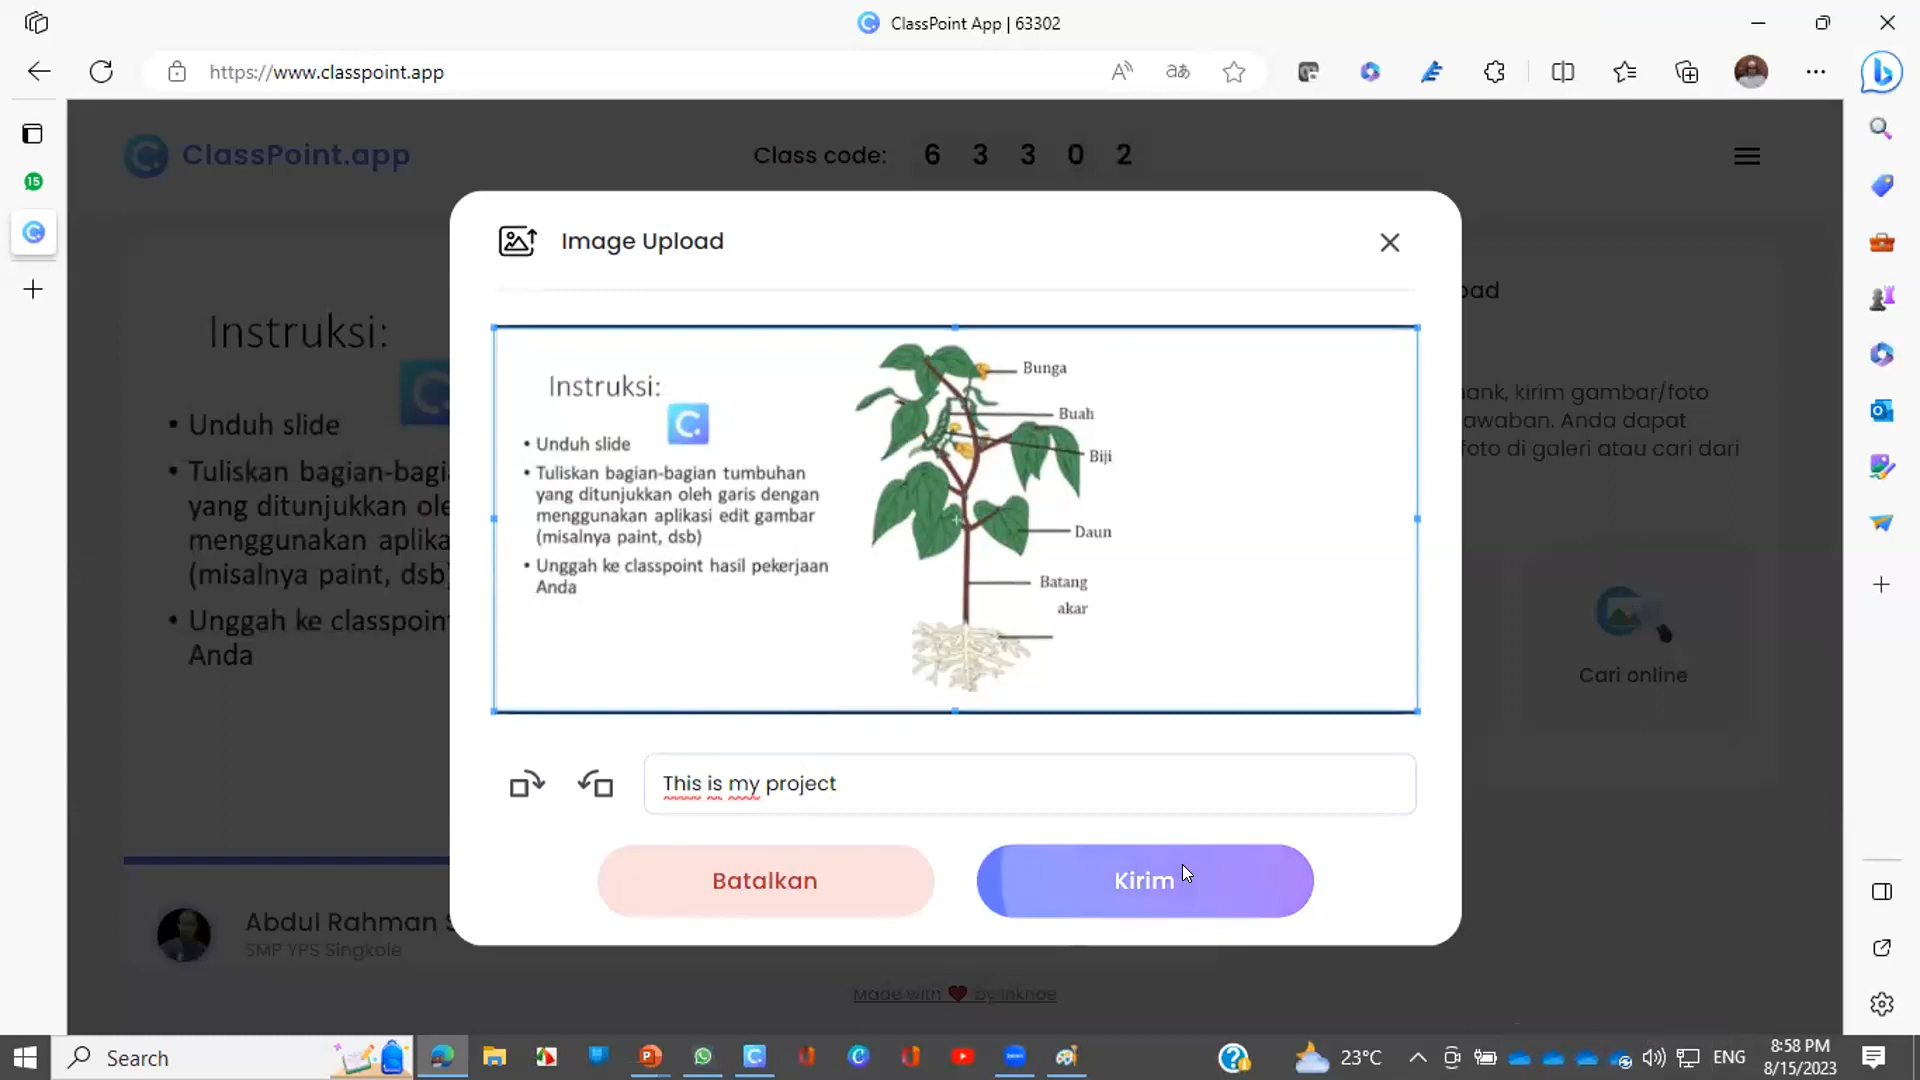 ClassPoint App | 63302
https://www.classpoint.app
ClassPoint.app
Class code: 6 3 3 0 2
15
Image Upload
Instruksi:
• Unduh slide
• Tuliskan bagian-bagian tumbuhan
yang ditunjukkan oleh garis dengan
menggunakan aplikasi edit gambar
(misalnya paint, dsb)
• Unggah ke classpoint hasil pekerjaan
Anda
Bunga
Buah
Biji
Daun
Batang
akar
This is my project
Batalkan
Kirim
Instruksi:
• Unduh slide
• Tuliskan bagian-bagi
yang ditunjukkan ole
menggunakan aplika
(misalnya paint, dsb)
• Unggah ke classpoint
Anda
Abdul Rahman S
SMP YPS Singkole
oad
ank, kirim gambar/foto
awaban. Anda dapat
foto di galeri atau cari dari
Cari online
Made with ❤ by Inknoe
Search
23°C
ENG
8:58 PM
8/15/2023